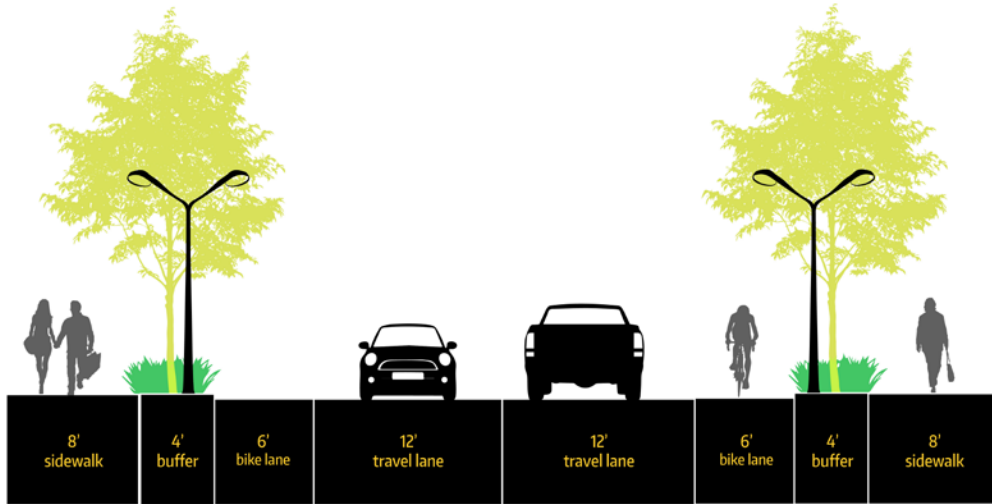 8'
sidewalk
4'
buffer
6'
bike lane
12'
travel lane
12'
travel lane
6'
bike lane
4'
buffer
8'
sidewalk